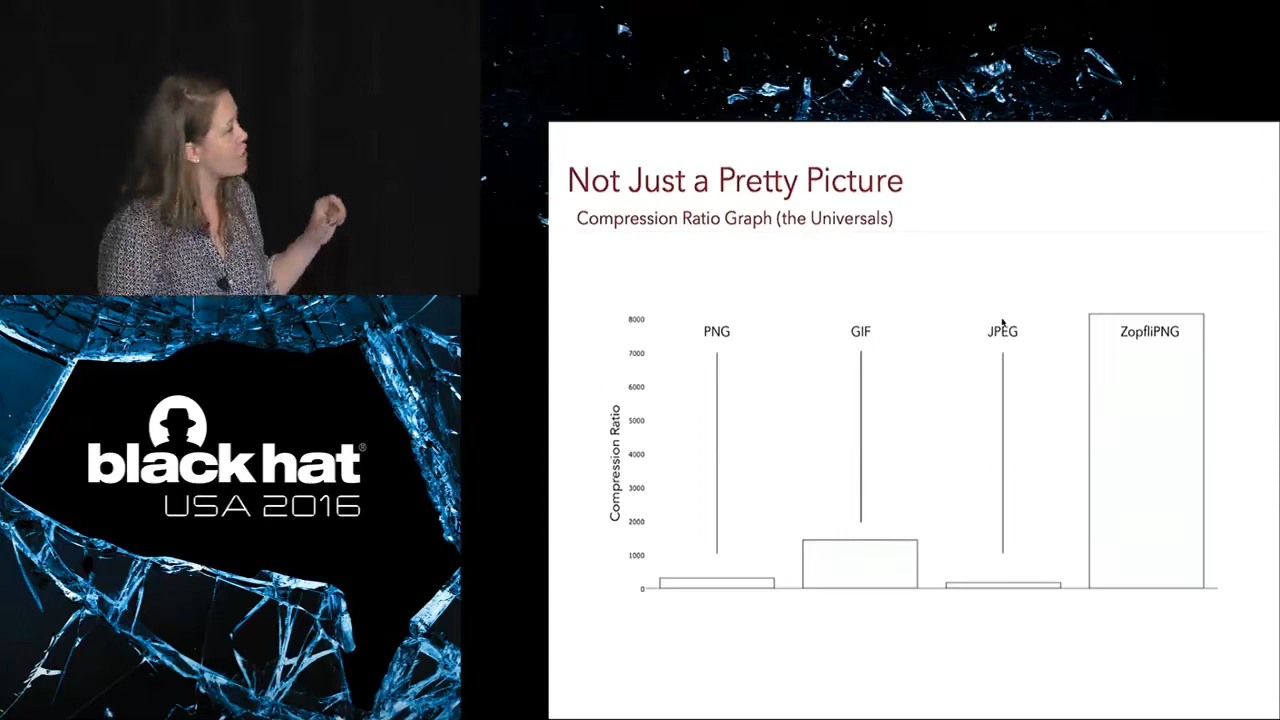 Not Just a Pretty Picture
Compression Ratio Graph (the Universals)
Compression Ratio
8000
7000
6000
5000
4000
3000
2000
1000
0
PNG
GIF
JPEG
ZopfliPNG
black hat®
USA 2016